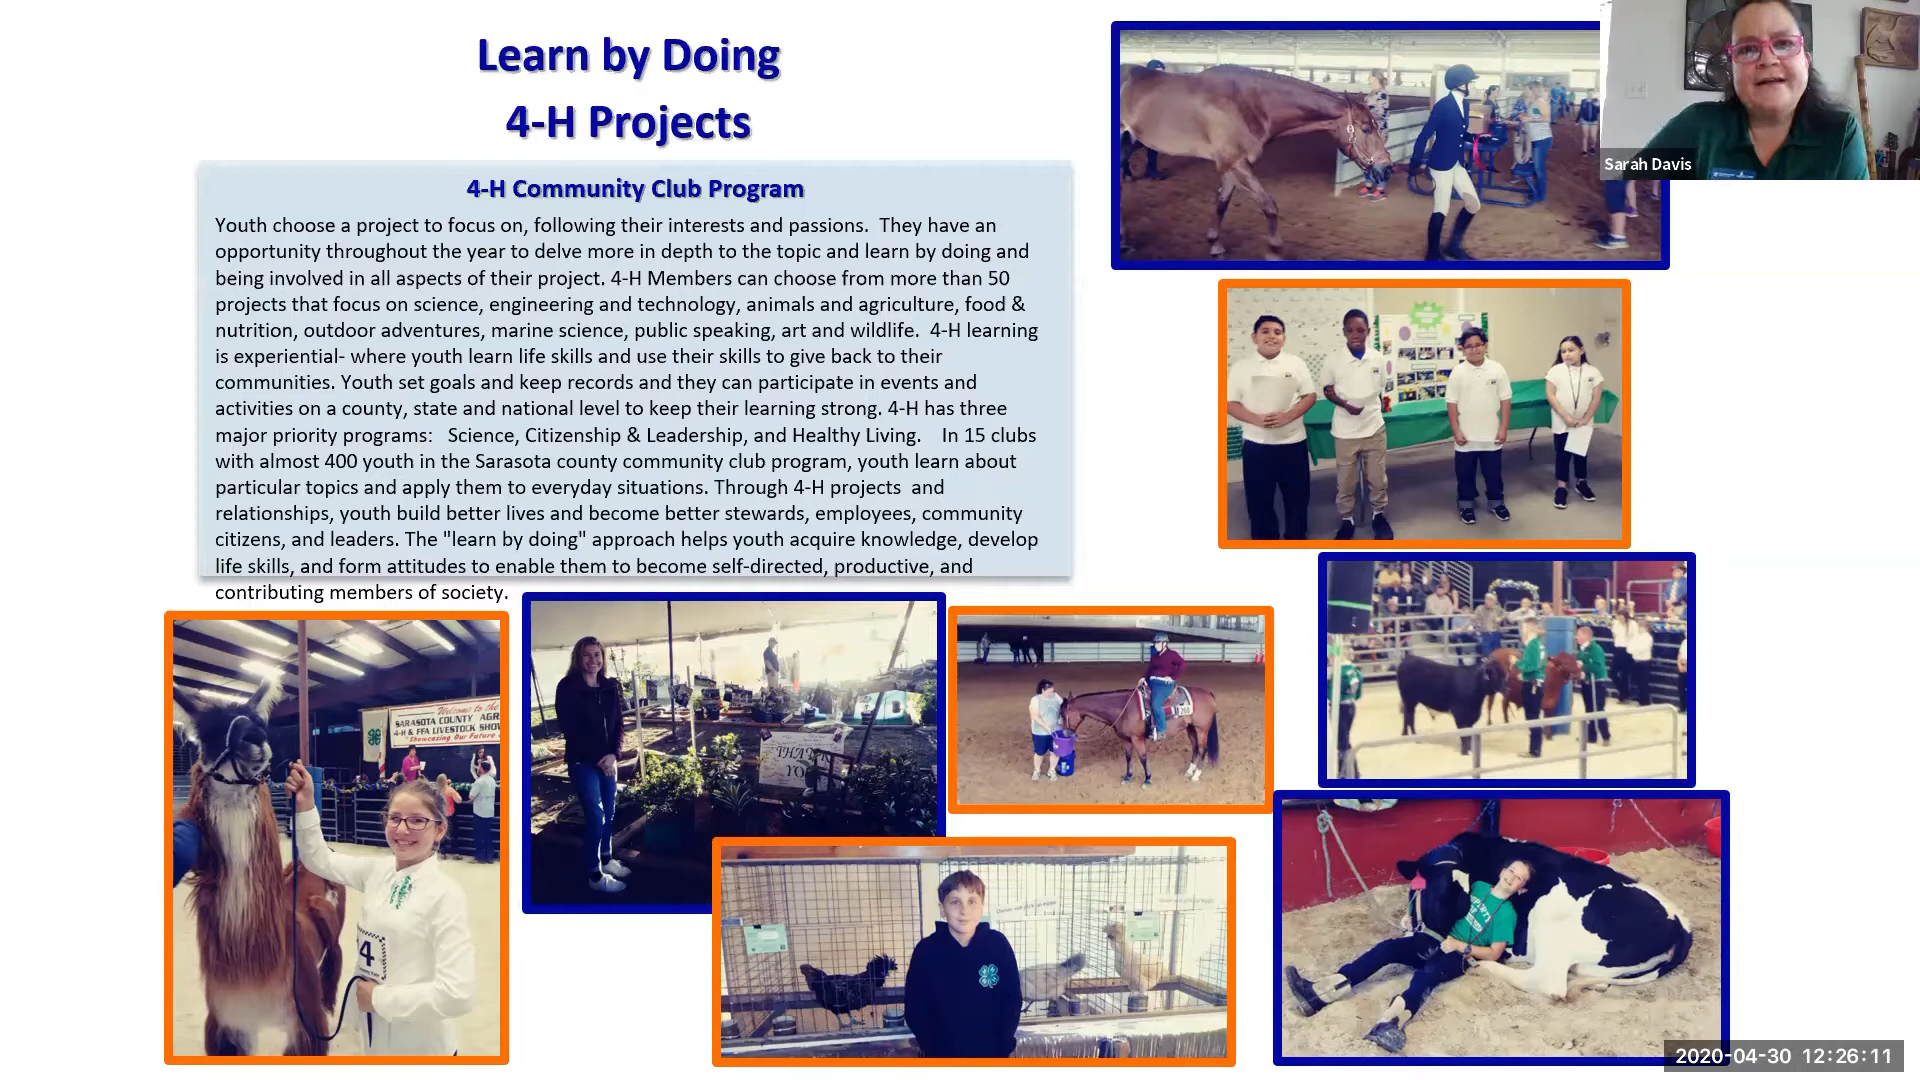 Learn by Doing
4-H Projects
4-H Community Club Program
Youth choose a project to focus on, following their interests and passions.  They have an
opportunity throughout the year to delve more in depth to the topic and learn by doing and
being involved in all aspects of their project. 4-H Members can choose from more than 50
projects that focus on science, engineering and technology, animals and agriculture, food &
nutrition, outdoor adventures, marine science, public speaking, art and wildlife.  4-H learning
is experiential- where youth learn life skills and use their skills to give back to their
communities. Youth set goals and keep records and they can participate in events and
activities on a county, state and national level to keep their learning strong. 4-H has three
major priority programs:   Science, Citizenship & Leadership, and Healthy Living.    In 15 clubs
with almost 400 youth in the Sarasota county community club program, youth learn about
particular topics and apply them to everyday situations. Through 4-H projects  and
relationships, youth build better lives and become better stewards, employees, community
citizens, and leaders. The "learn by doing" approach helps youth acquire knowledge, develop
life skills, and form attitudes to enable them to become self-directed, productive, and
contributing members of society.
Sarah Davis
Welcome to the
SARASOTA COUNTY AGR
4-H & FFA LIVESTOCK SHOW
"Showcasing Our Future
4
THANK
YO
260
2020-04-30 12:26:11